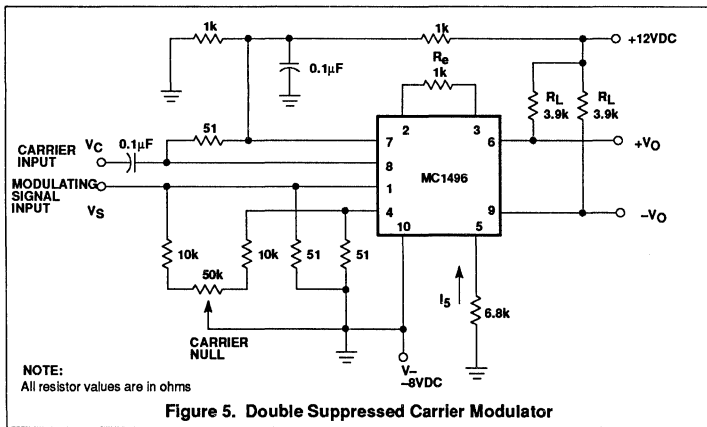 1k
1k
+12VDC
0.1µF
Re
1k
RL
3.9k
RL
3.9k
51
2
3
VC
0.1µF
CARRIER
INPUT
7
6
+VO
8
MC1496
MODULATING
SIGNAL
INPUT
1
VS
4
9
–VO
10
5
10k
10k
51
51
50k
I5
6.8k
CARRIER
NULL
V–
–8VDC
NOTE:
All resistor values are in ohms
Figure 5. Double Suppressed Carrier Modulator